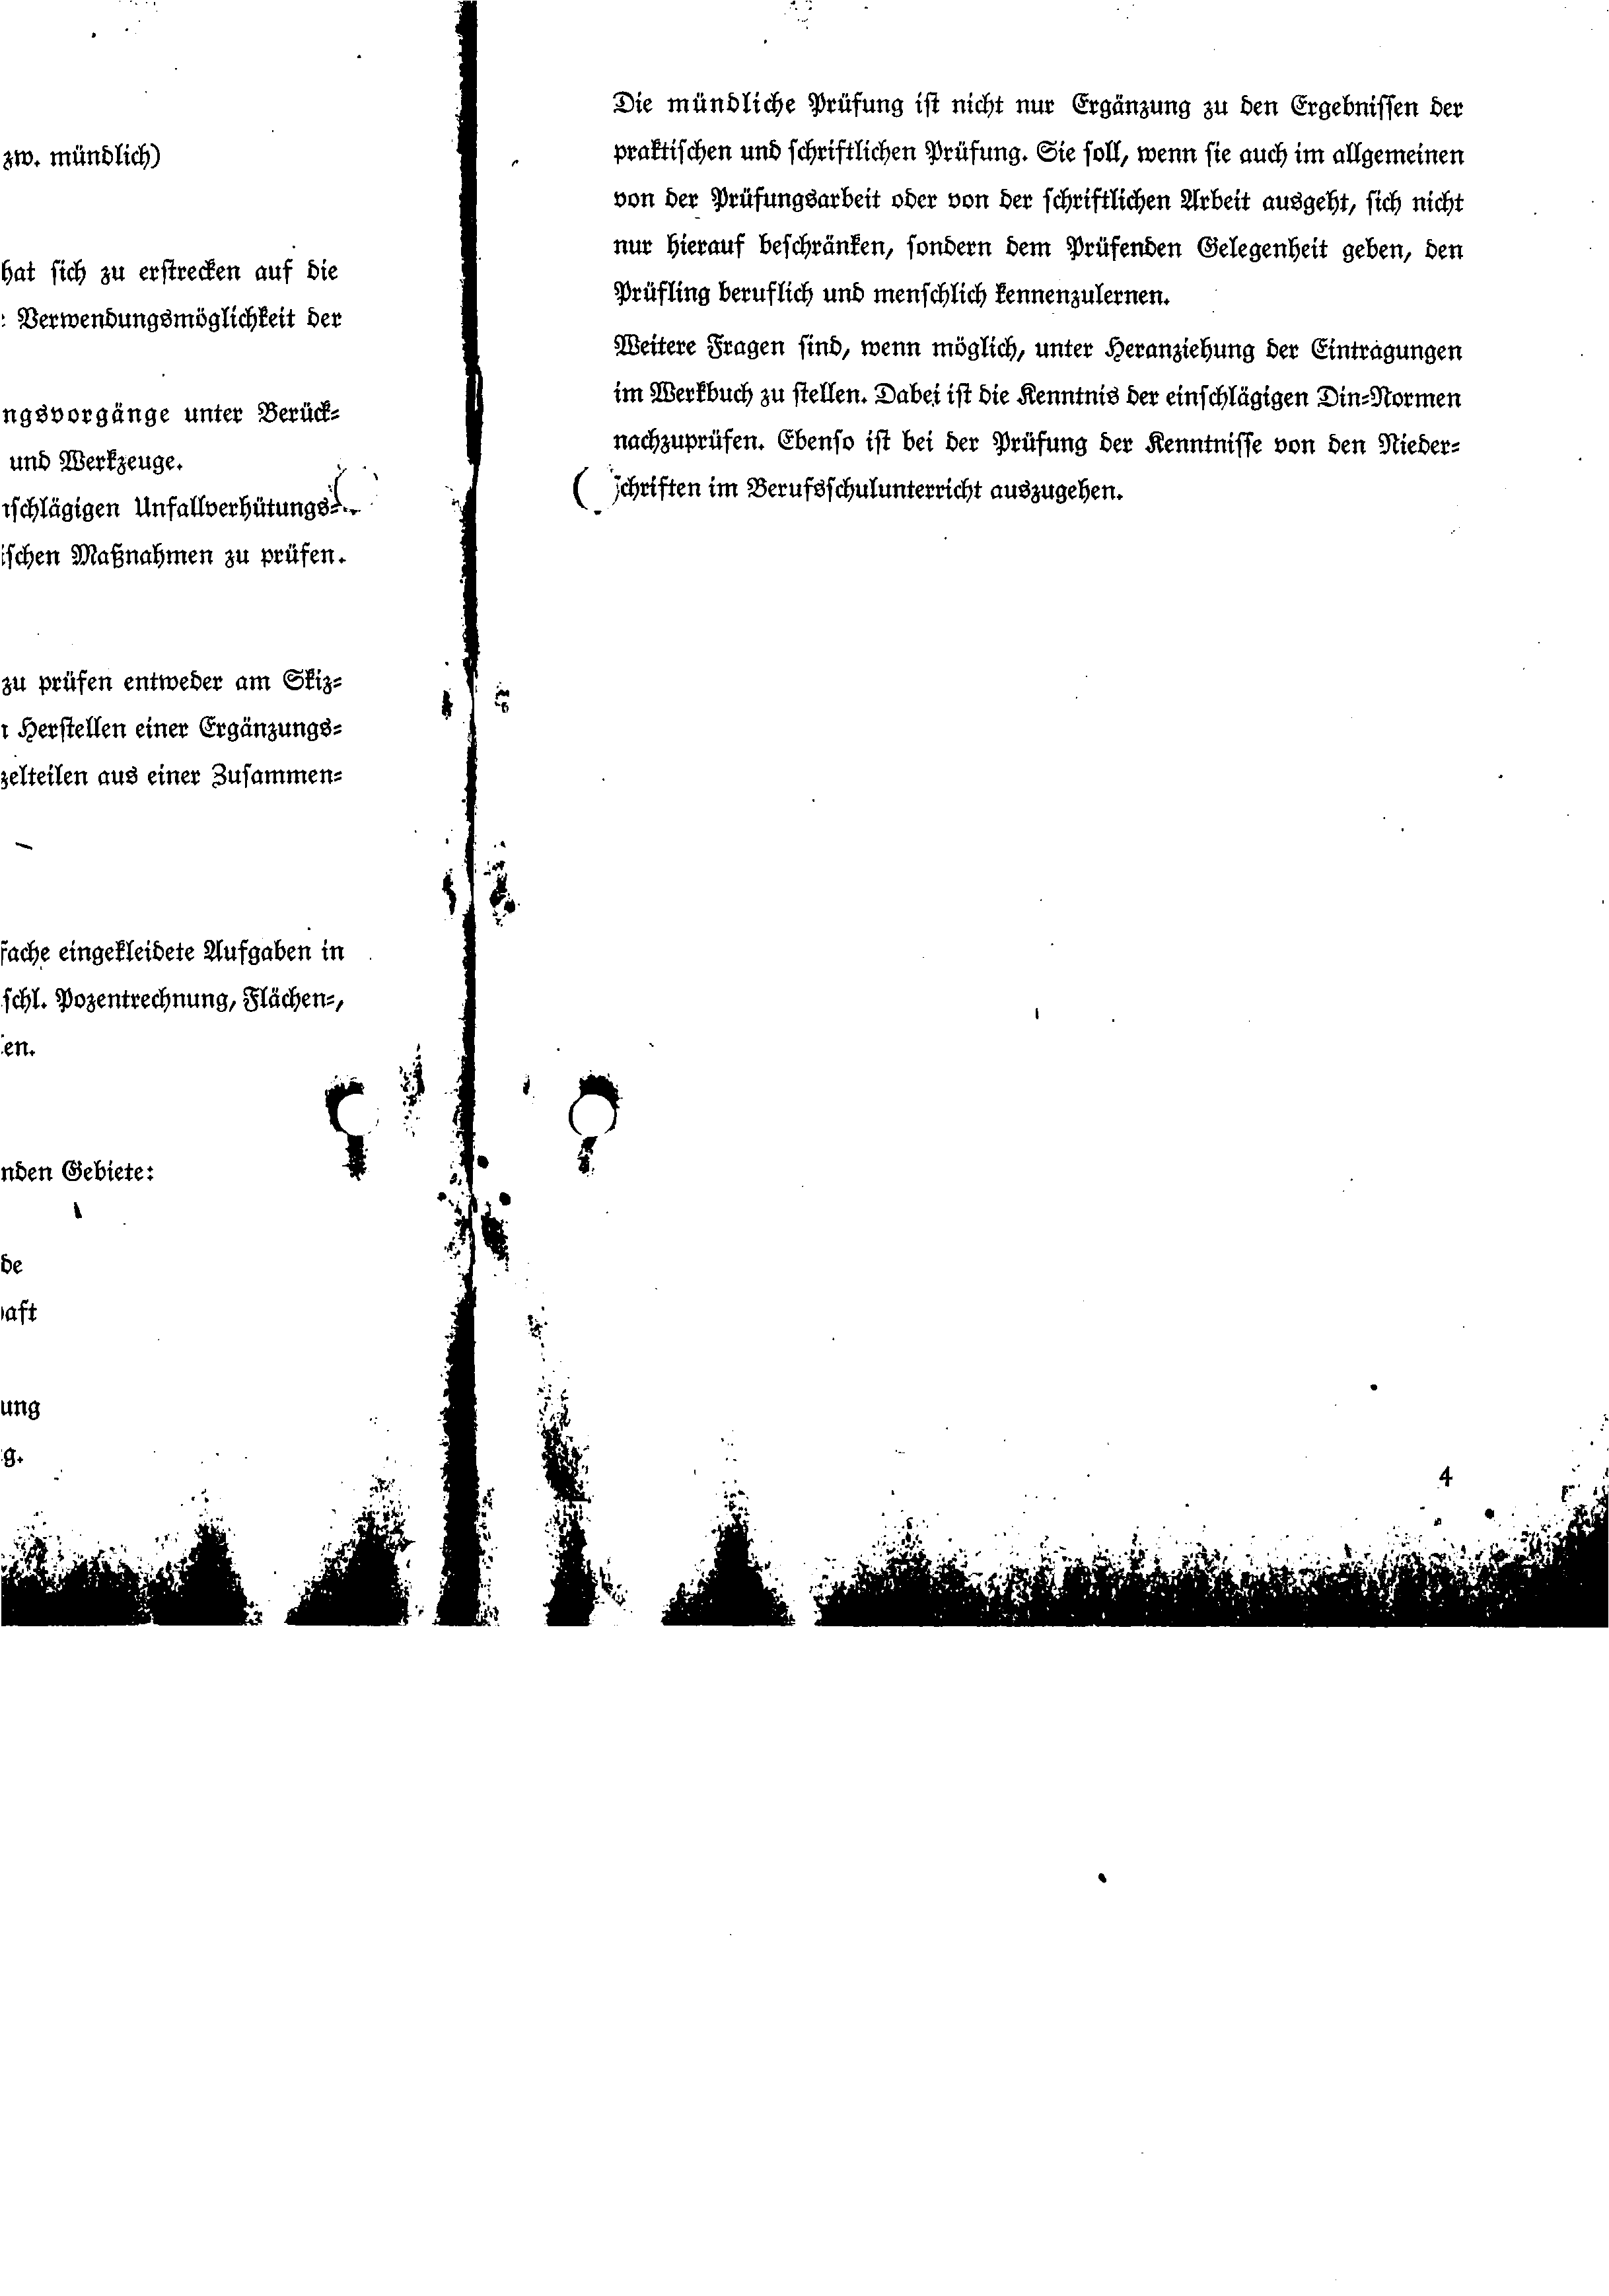 zw. mündlich)
hat sich zu erstrecken auf die
: Verwendungsmöglichkeit der
ngsvorgänge unter Berück=
und Werkzeuge.
schlägigen Unfallverhütungs=
ischen Maßnahmen zu prüfen.
zu prüfen entweder am Skiz=
Herstellen einer Ergänzungs=
zelteilen aus einer Zusammen=
fache eingekleidete Aufgaben in
schl. Pozentrechnung, Flächen=,
en.
nden Gebiete:
de
aft
ung
g.
Die mündliche Prüfung ist nicht nur Ergänzung zu den Ergebnissen der
praktischen und schriftlichen Prüfung. Sie soll, wenn sie auch im allgemeinen
von der Prüfungsarbeit oder von der schriftlichen Arbeit ausgeht, sich nicht
nur hierauf beschränken, sondern dem Prüfenden Gelegenheit geben, den
Prüfling beruflich und menschlich kennenzulernen.
Weitere Fragen sind, wenn möglich, unter Heranziehung der Eintragungen
im Werkbuch zu stellen. Dabei ist die Kenntnis der einschlägigen Din=Normen
nachzuprüfen. Ebenso ist bei der Prüfung der Kenntnisse von den Nieder=
schriften im Berufsschulunterricht auszugehen.
4